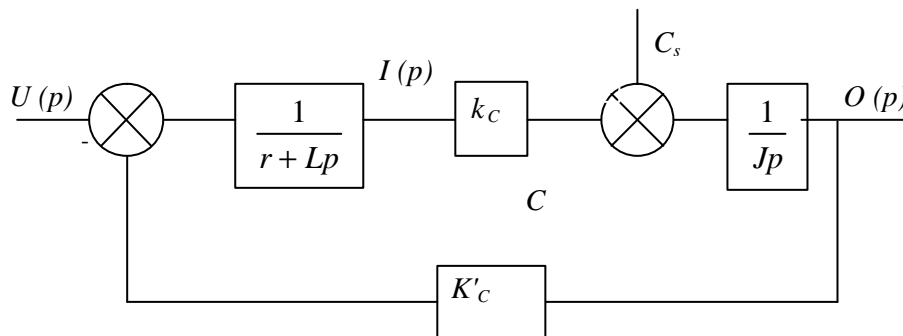 C_s
I (p)
U (p)
-
1
r + Lp
k_C
1
Jp
O (p)
C
K'_C